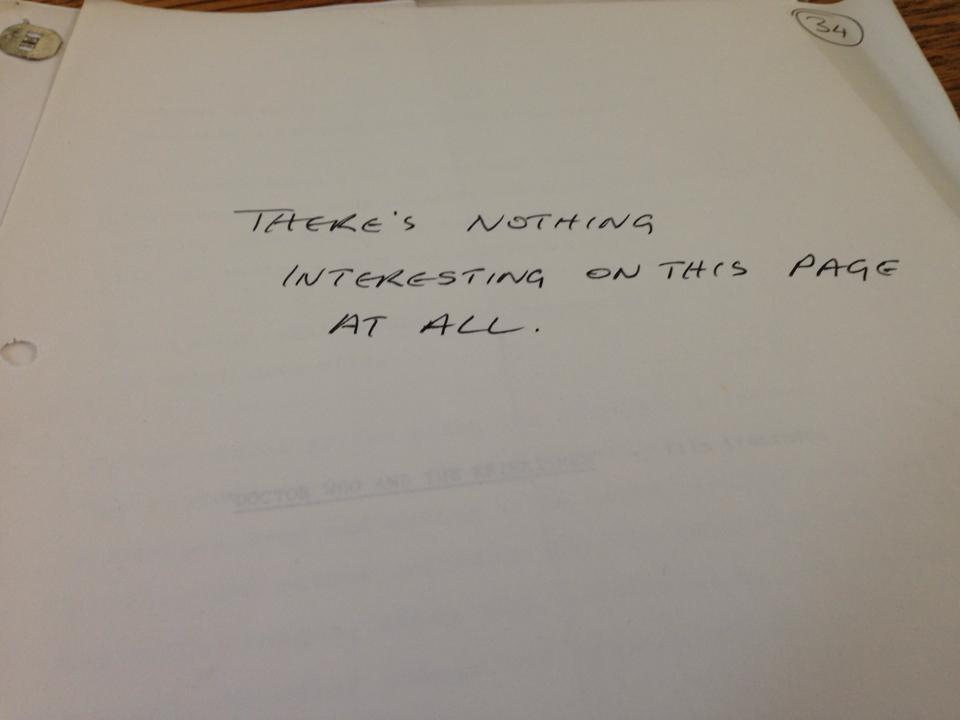 34
THERE'S NOTHING
INTERESTING ON THIS PAGE
AT ALL.
"DOCTOR WHO AND THE